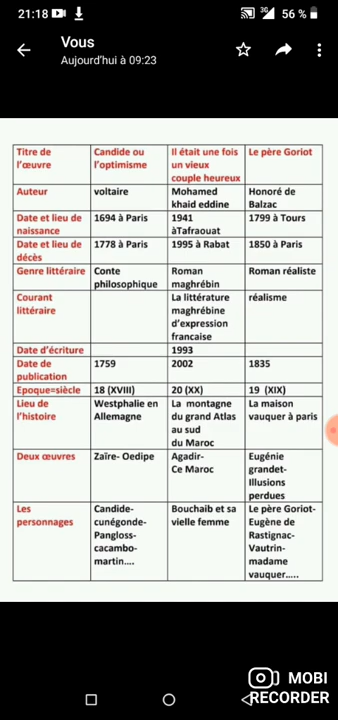 21:18 3G 56 %
Vous
Aujourd'hui à 09:23
Titre de l'œuvre | Candide ou l'optimisme | Il était une fois un vieux couple heureux | Le père Goriot
Auteur | voltaire | Mohamed khaid eddine | Honoré de Balzac
Date et lieu de naissance | 1694 à Paris | 1941 àTafraouat | 1799 à Tours
Date et lieu de décès | 1778 à Paris | 1995 à Rabat | 1850 à Paris
Genre littéraire | Conte philosophique | Roman maghrébin | Roman réaliste
Courant littéraire | La littérature maghrébine d'expression francaise | réalisme
Date d'écriture | 1993
Date de publication | 1759 | 2002 | 1835
Epoque=siècle | 18 (XVIII) | 20 (XX) | 19 (XIX)
Lieu de l'histoire | Westphalie en Allemagne | La montagne du grand Atlas au sud du Maroc | La maison vauquer à paris
Deux œuvres | Zaïre- Oedipe | Agadir- Ce Maroc | Eugénie grandet- Illusions perdues
Les personnages | Candide- cunégonde- Pangloss- cacambo- martin.... | Bouchaib et sa vielle femme | Le père Goriot- Eugène de Rastignac- Vautrin- madame vauquer.....
MOBI
RECORDER